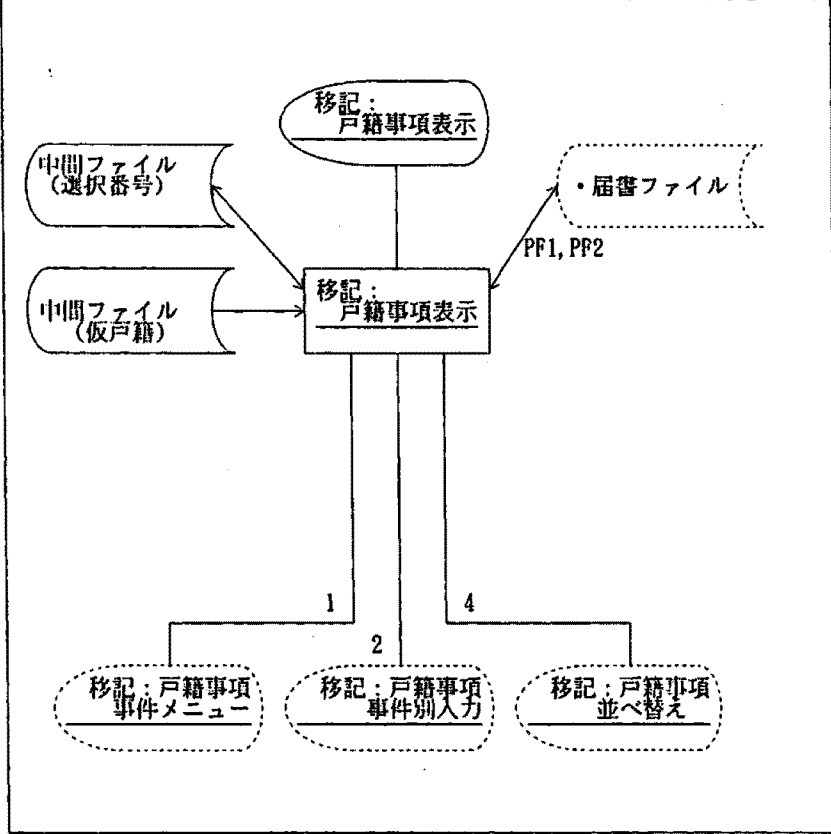 移記：
戸籍事項表示
中間ファイル
（選択番号）
・届書ファイル
PF1, PF2
移記：
戸籍事項表示
中間ファイル
（仮戸籍）
1
2
4
移記：戸籍事項
事件メニュー
移記：戸籍事項
事件別入力
移記：戸籍事項
並べ替え